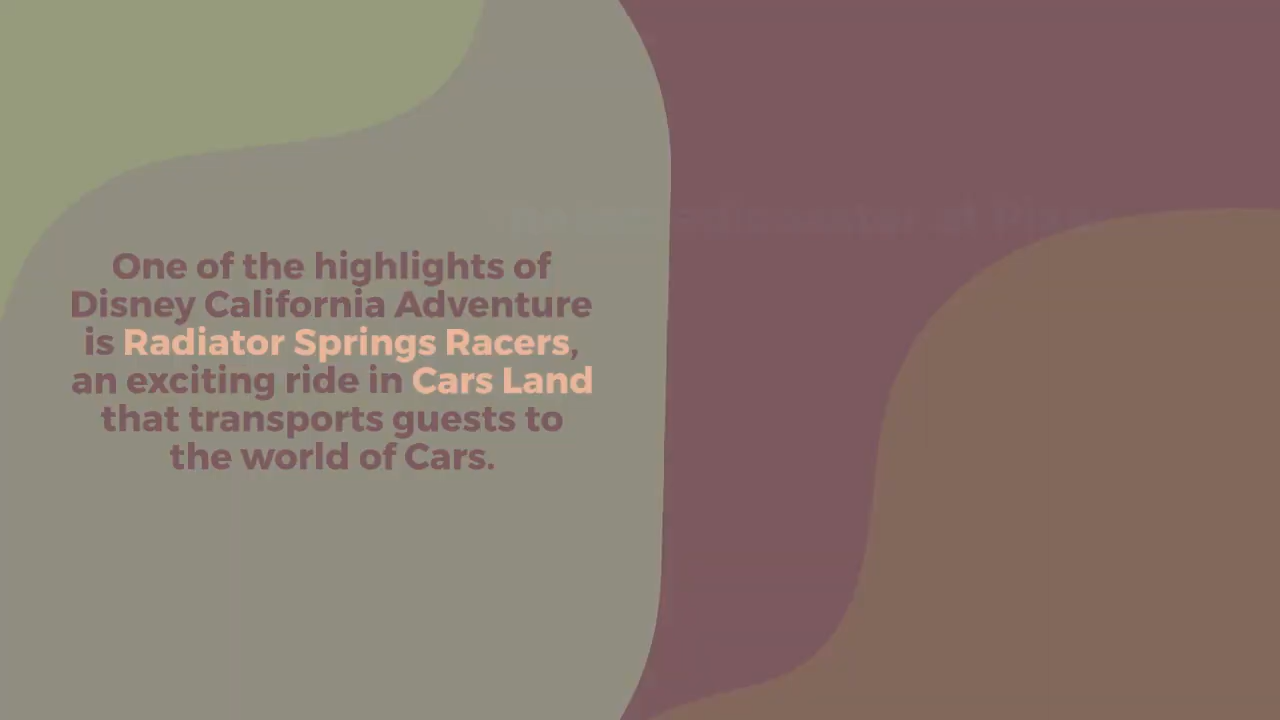 One of the highlights of
Disney California Adventure
is Radiator Springs Racers,
an exciting ride in Cars Land
that transports guests to
the world of Cars.